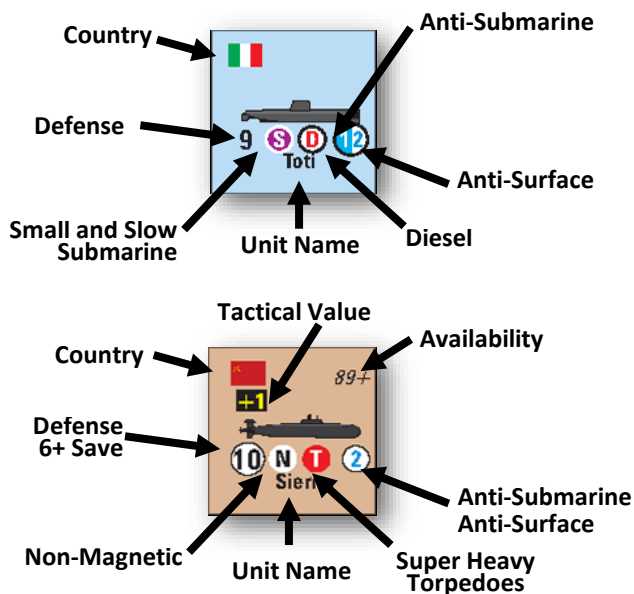 Anti-Submarine
Country
Defense
9 S D 12
Toti
Anti-Surface
Small and Slow
Submarine
Unit Name
Diesel
Tactical Value
Availability
Country
89+
+1
Defense
6+ Save
10 N T 2
Sierr
Anti-Submarine
Anti-Surface
Non-Magnetic
Unit Name
Super Heavy
Torpedoes